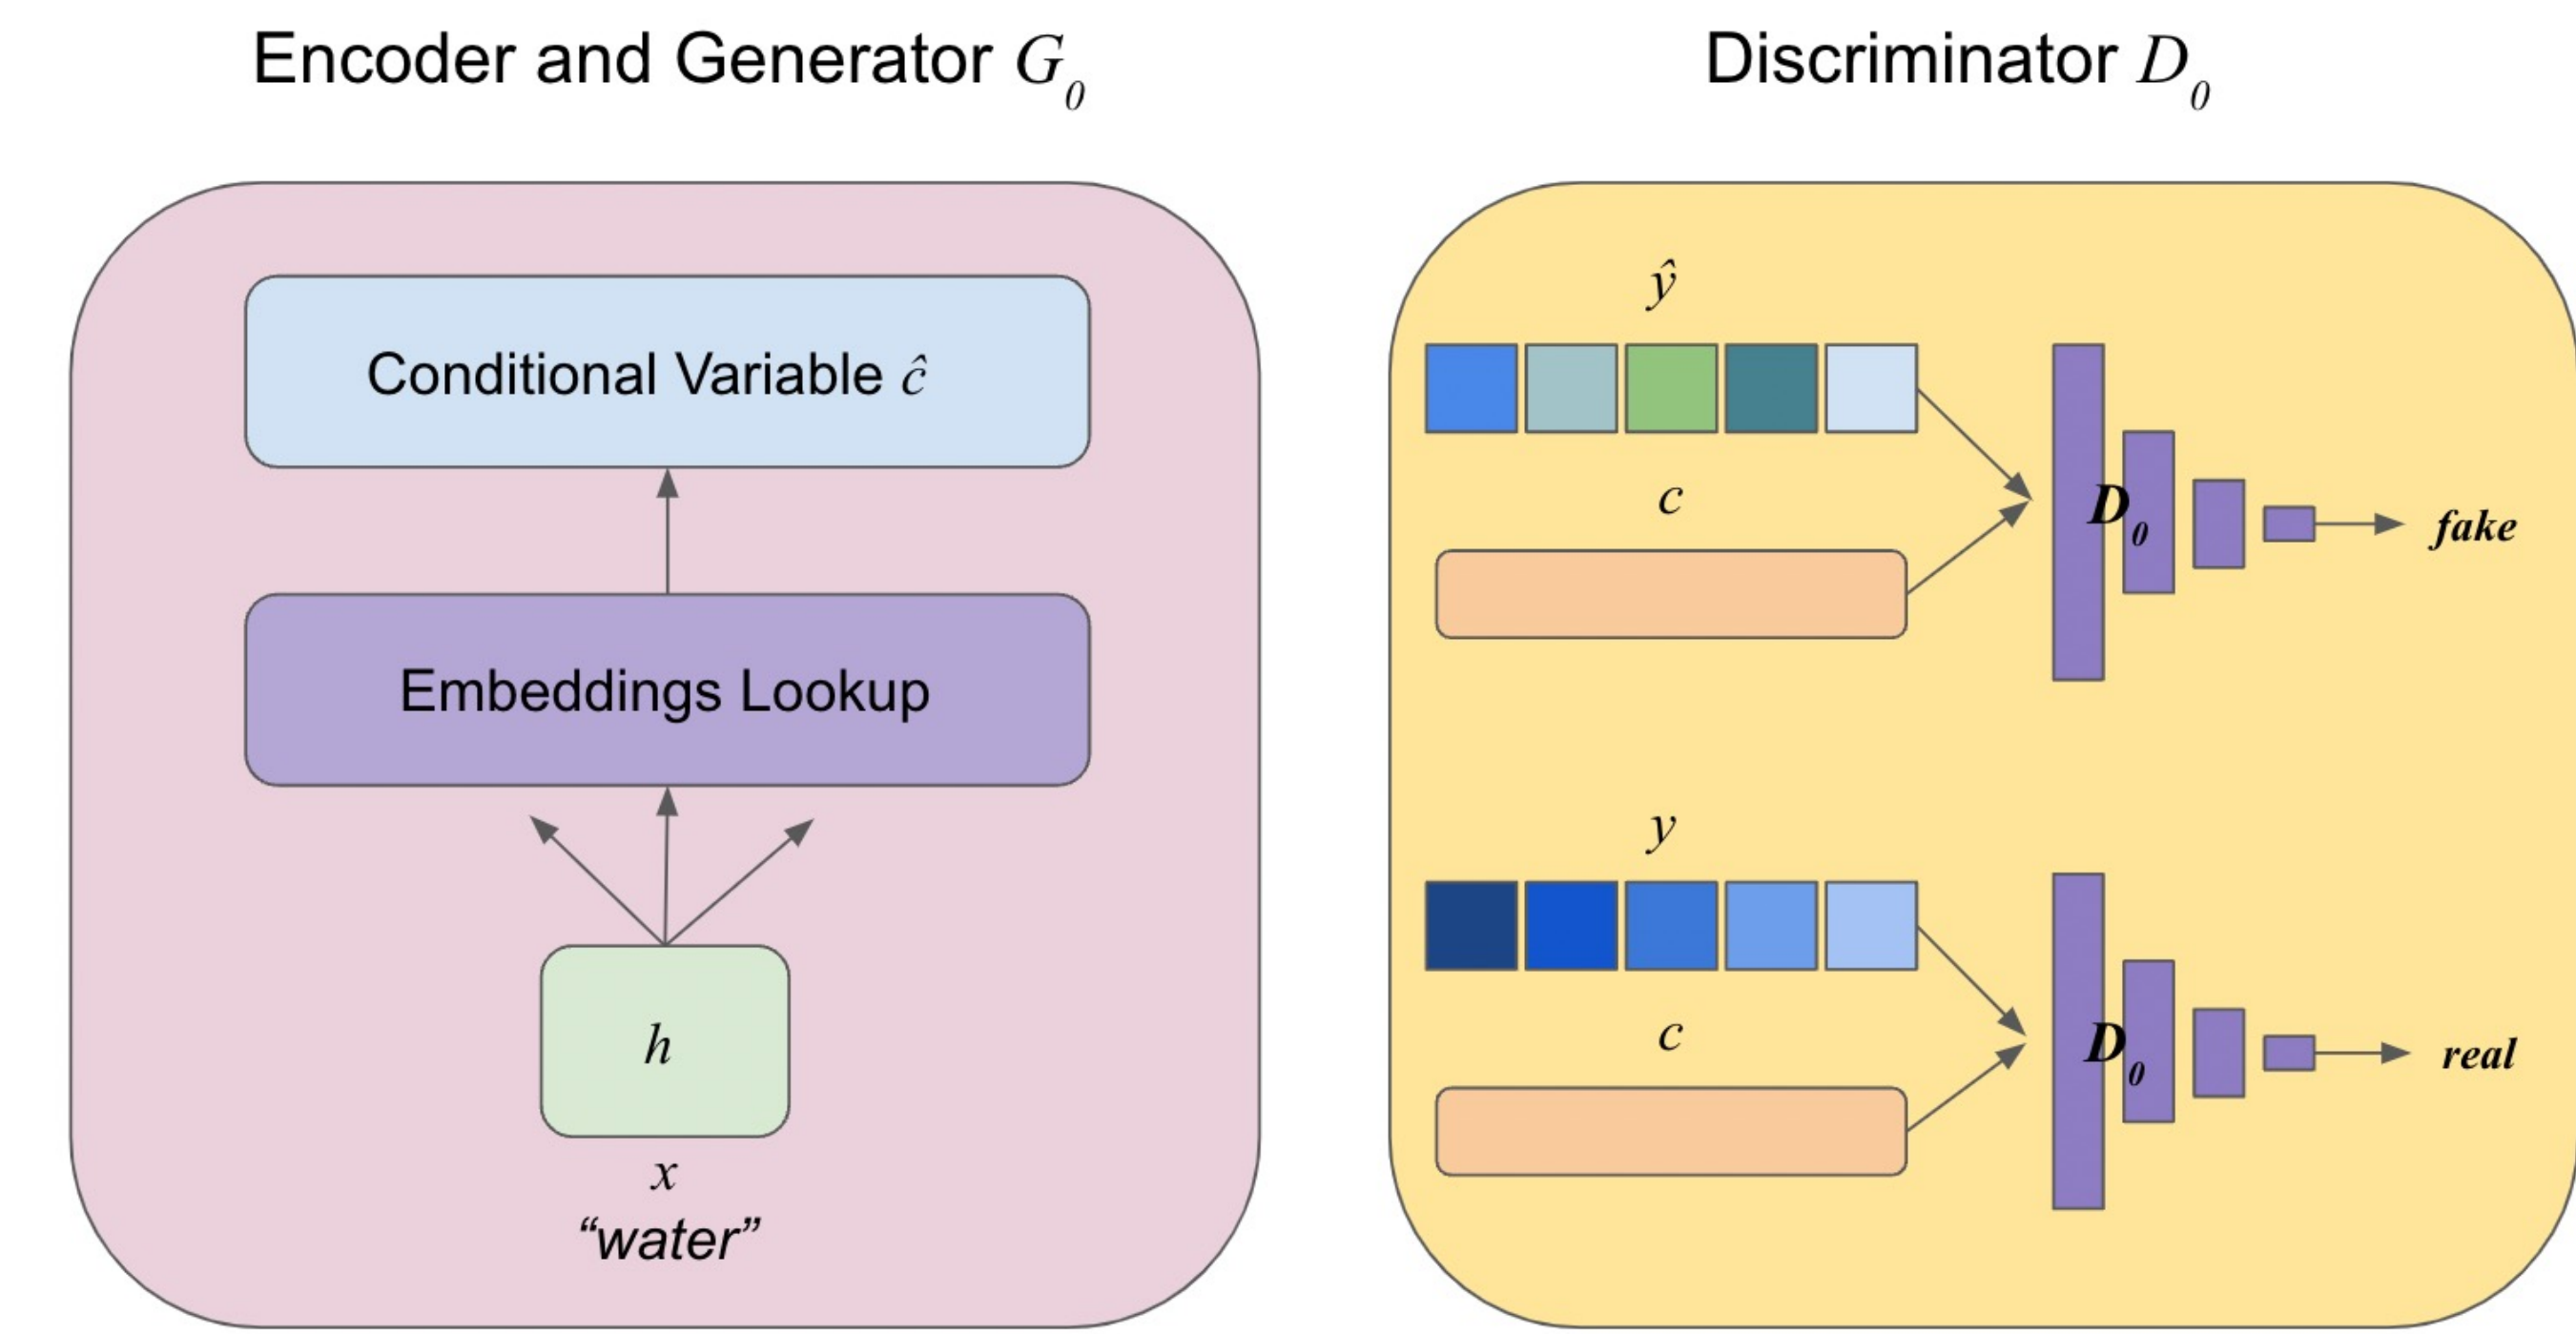 Encoder and Generator G₀
Conditional Variable ĉ
Embeddings Lookup
h
x
“water”
Discriminator D₀
ŷ
c
D₀
fake
y
c
D₀
real